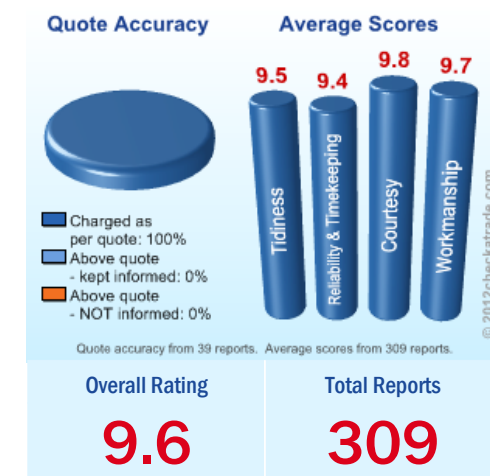 Quote Accuracy
Charged as
per quote: 100%
Above quote
- kept informed: 0%
Above quote
- NOT informed: 0%
Average Scores
9.5
9.4
9.8
9.7
Tidiness
Reliability & Timekeeping
Courtesy
Workmanship
© 2012checkatrade.com
Quote accuracy from 39 reports. Average scores from 309 reports.
Overall Rating
9.6
Total Reports
309